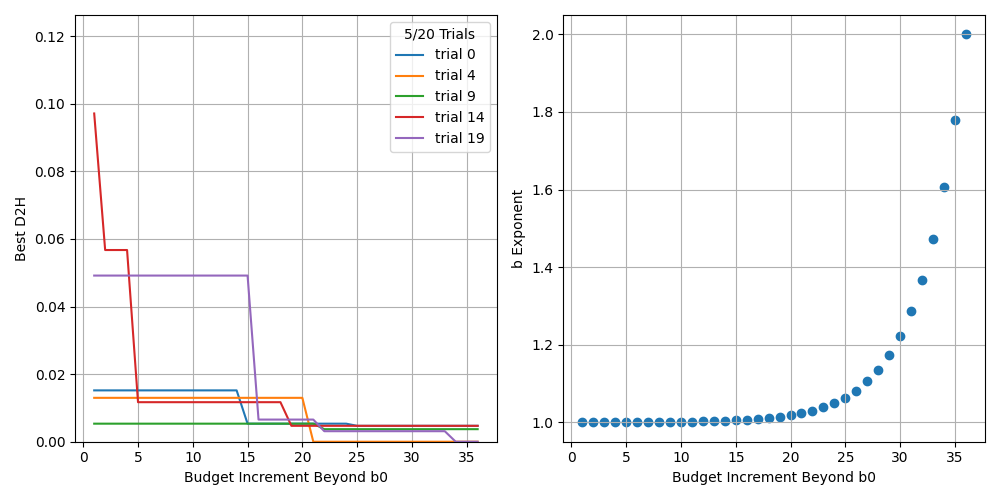 0.12
0.10
0.08
0.06
0.04
0.02
0.00
Best D2H
0
5
10
15
20
25
30
35
Budget Increment Beyond b0
5/20 Trials
trial 0
trial 4
trial 9
trial 14
trial 19
2.0
1.8
1.6
1.4
1.2
1.0
b Exponent
0
5
10
15
20
25
30
35
Budget Increment Beyond b0